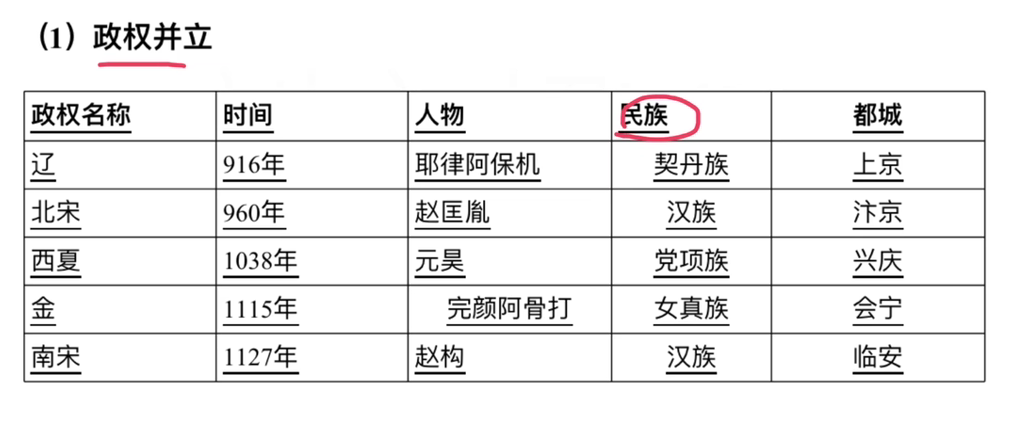 （1）政权并立
政权名称 时间 人物 民族 都城
辽 916年 耶律阿保机 契丹族 上京
北宋 960年 赵匡胤 汉族 汴京
西夏 1038年 元昊 党项族 兴庆
金 1115年 完颜阿骨打 女真族 会宁
南宋 1127年 赵构 汉族 临安